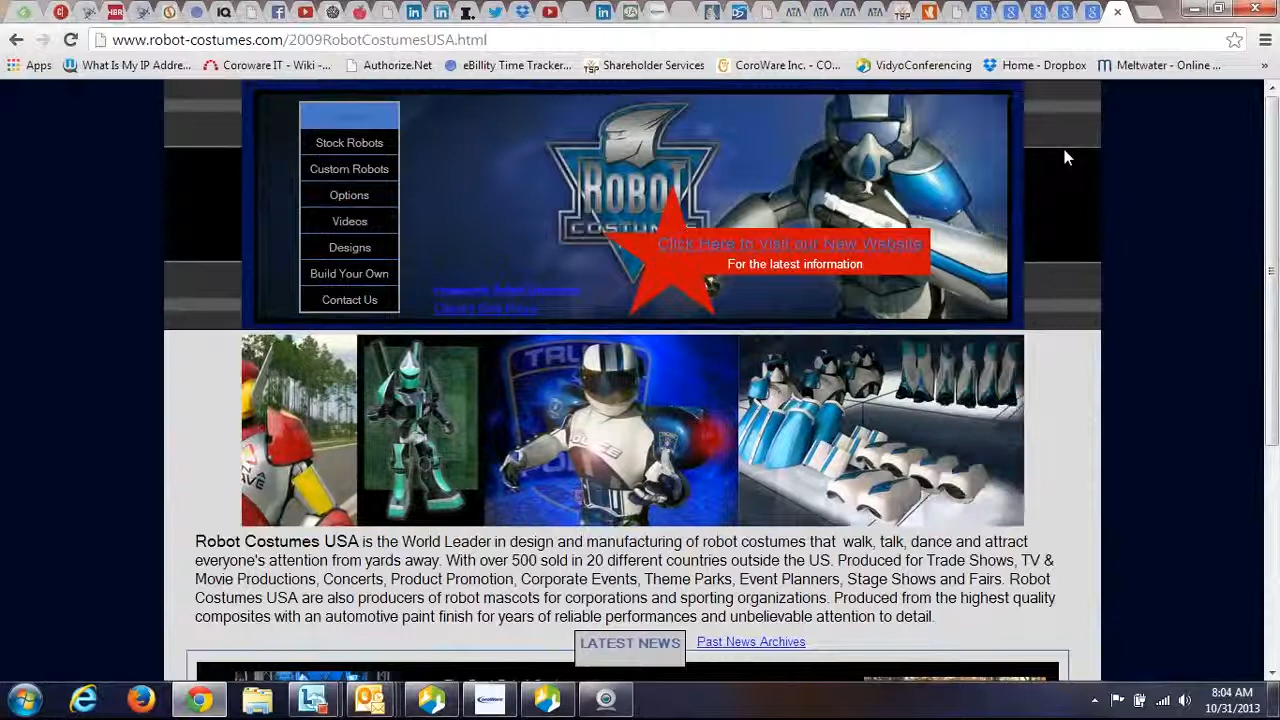 HBR
ATA
ATA
ATA
ATA
TSP
www.robot-costumes.com/2009RobotCostumesUSA.html
Apps
What Is My IP Addre...
Coroware IT - Wiki -...
Authorize.Net
eBillity Time Tracker...
TSP
Shareholder Services
CoroWare Inc. - CO...
VidyoConferencing
Home - Dropbox
Meltwater - Online ...
»
Stock Robots
Custom Robots
Options
Videos
Designs
Build Your Own
Contact Us
ROBOT
COSTUMES
Click Here to Visit our New Website
For the latest information
Robot Costumes USA is the World Leader in design and manufacturing of robot costumes that walk, talk, dance and attract
everyone's attention from yards away. With over 500 sold in 20 different countries outside the US. Produced for Trade Shows, TV &
Movie Productions, Concerts, Product Promotion, Corporate Events, Theme Parks, Event Planners, Stage Shows and Fairs. Robot
Costumes USA are also producers of robot mascots for corporations and sporting organizations. Produced from the highest quality
composites with an automotive paint finish for years of reliable performances and unbelievable attention to detail.
LATEST NEWS
Past News Archives
8:04 AM
10/31/2013